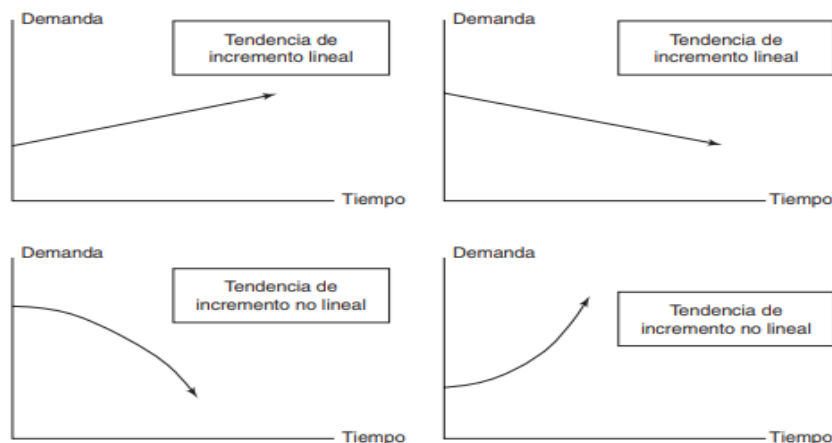 Demanda
Tendencia de
incremento lineal
Tiempo
Demanda
Tendencia de
incremento lineal
Tiempo
Demanda
Tendencia de
incremento no lineal
Tiempo
Demanda
Tendencia de
incremento no lineal
Tiempo